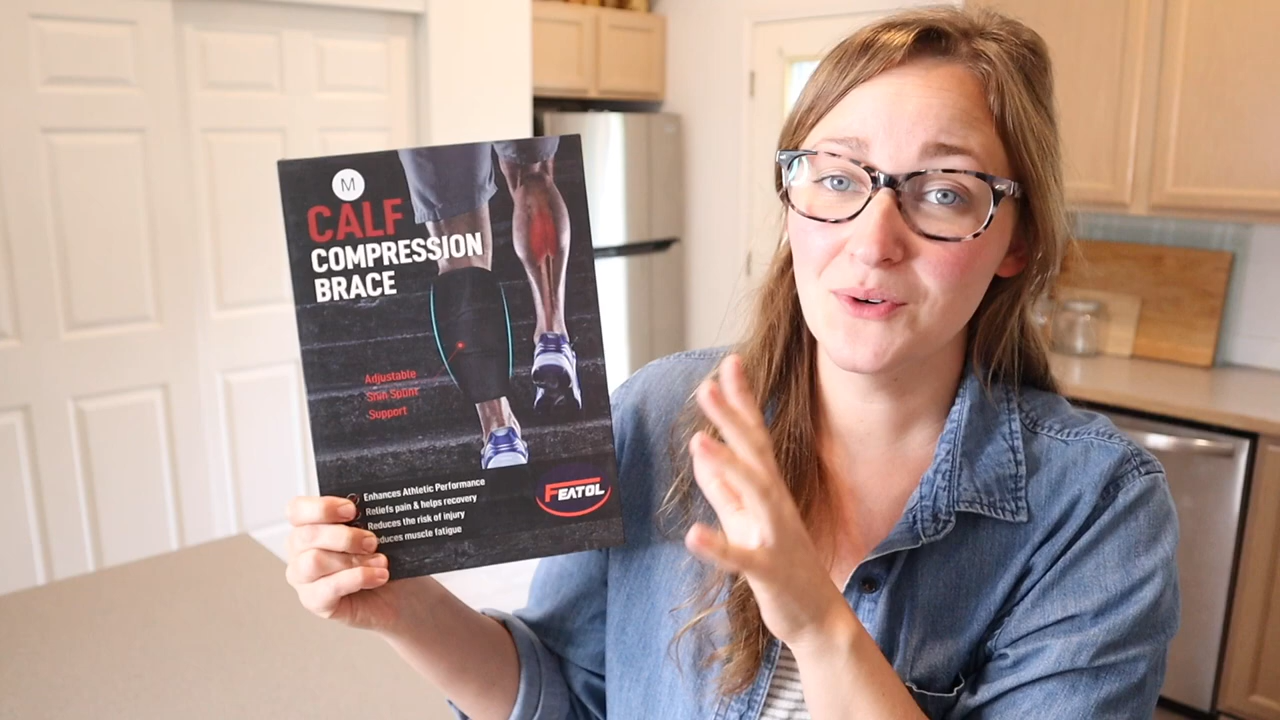 M
CALF
COMPRESSION
BRACE
Adjustable
Shin Splint
Support
Enhances Athletic Performance
Reliefs pain & helps recovery
Reduces the risk of injury
educes muscle fatigue
FEATOL